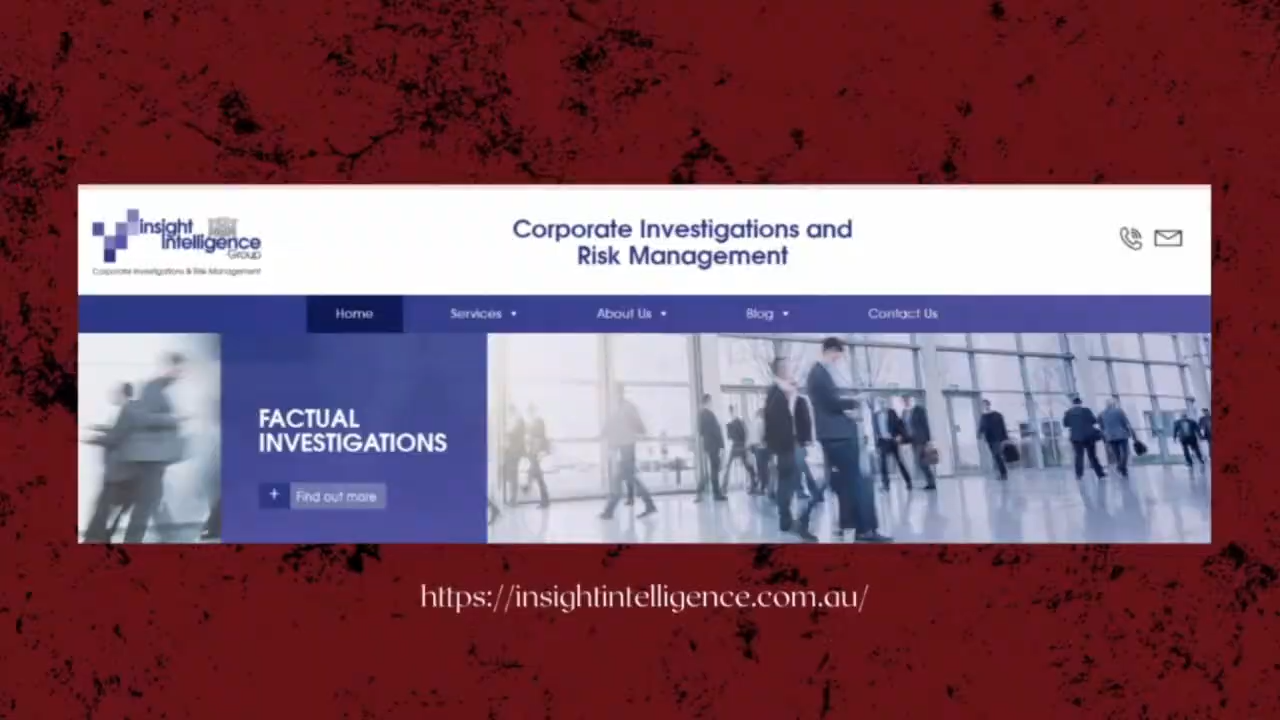 insight
intelligence
Group
Corporate Investigations & Risk Management
Corporate Investigations and
Risk Management
Home
Services
About Us
Blog
Contact Us
FACTUAL
INVESTIGATIONS
+ Find out more
https://insightintelligence.com.au/